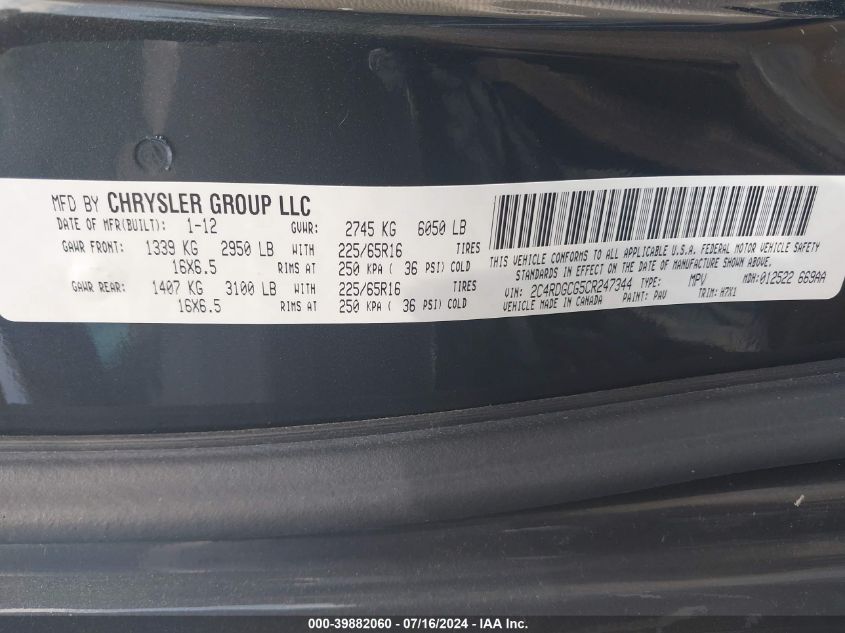 MFD BY CHRYSLER GROUP LLC
DATE OF MFR(BUILT): 1-12 GVWR: 2745 KG 6050 LB
GAWR FRONT: 1339 KG 2950 LB WITH 225/65R16 TIRES
16X6.5 RIMS AT 250 KPA ( 36 PSI) COLD
GAWR REAR: 1407 KG 3100 LB WITH 225/65R16 TIRES
16X6.5 RIMS AT 250 KPA ( 36 PSI) COLD
THIS VEHICLE CONFORMS TO ALL APPLICABLE U.S.A. FEDERAL MOTOR VEHICLE SAFETY
STANDARDS IN EFFECT ON THE DATE OF MANUFACTURE SHOWN ABOVE.
VIN: 2C4RDGCG5CR247344 TYPE: MPV MDH:012522 669AA
VEHICLE MADE IN CANADA PAINT: PAV TRIM: H7X1
000-39882060 - 07/16/2024 - IAA Inc.